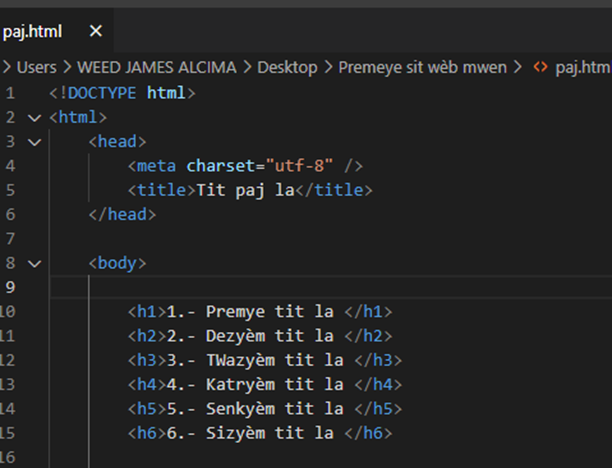 paj.html ×
> Users > WEED JAMES ALCIMA > Desktop > Premeye sit wèb mwen > <> paj.htm
1 <!DOCTYPE html>
2 <html>
3 <head>
4 <meta charset="utf-8" />
5 <title>Tit paj la</title>
6 </head>
7
8 <body>
9
10 <h1>1.- Premye tit la </h1>
11 <h2>2.- Dezyèm tit la </h2>
12 <h3>3.- TWazyèm tit la </h3>
13 <h4>4.- Katryèm tit la </h4>
14 <h5>5.- Senkyèm tit la </h5>
15 <h6>6.- Sizyèm tit la </h6>
16